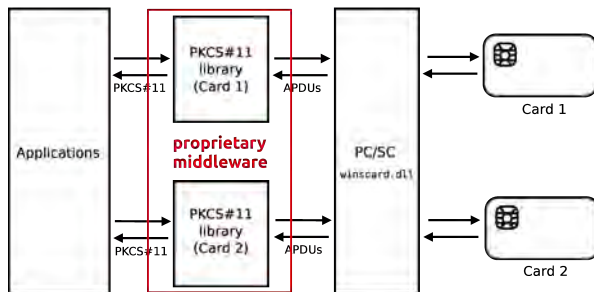 Applications
PKCS#11
PKCS#11
library
(Card 1)
APDUs
proprietary
middleware
PC/SC
winscard.dll
Card 1
PKCS#11
PKCS#11
library
(Card 2)
APDUs
Card 2